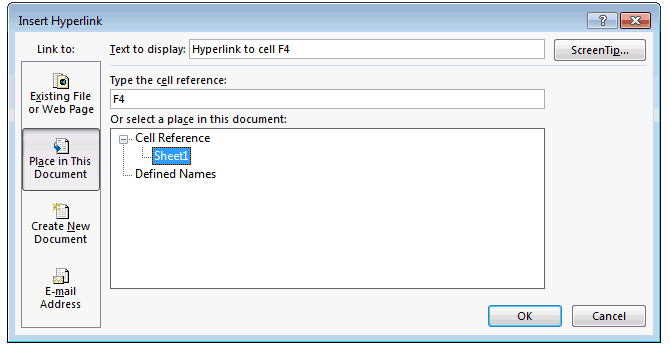 Insert Hyperlink
Link to:
Text to display: Hyperlink to cell F4
ScreenTip...
Existing File
or Web Page
Place in This
Document
Create New
Document
E-mail
Address
Type the cell reference:
F4
Or select a place in this document:
Cell Reference
Sheet1
Defined Names
OK
Cancel